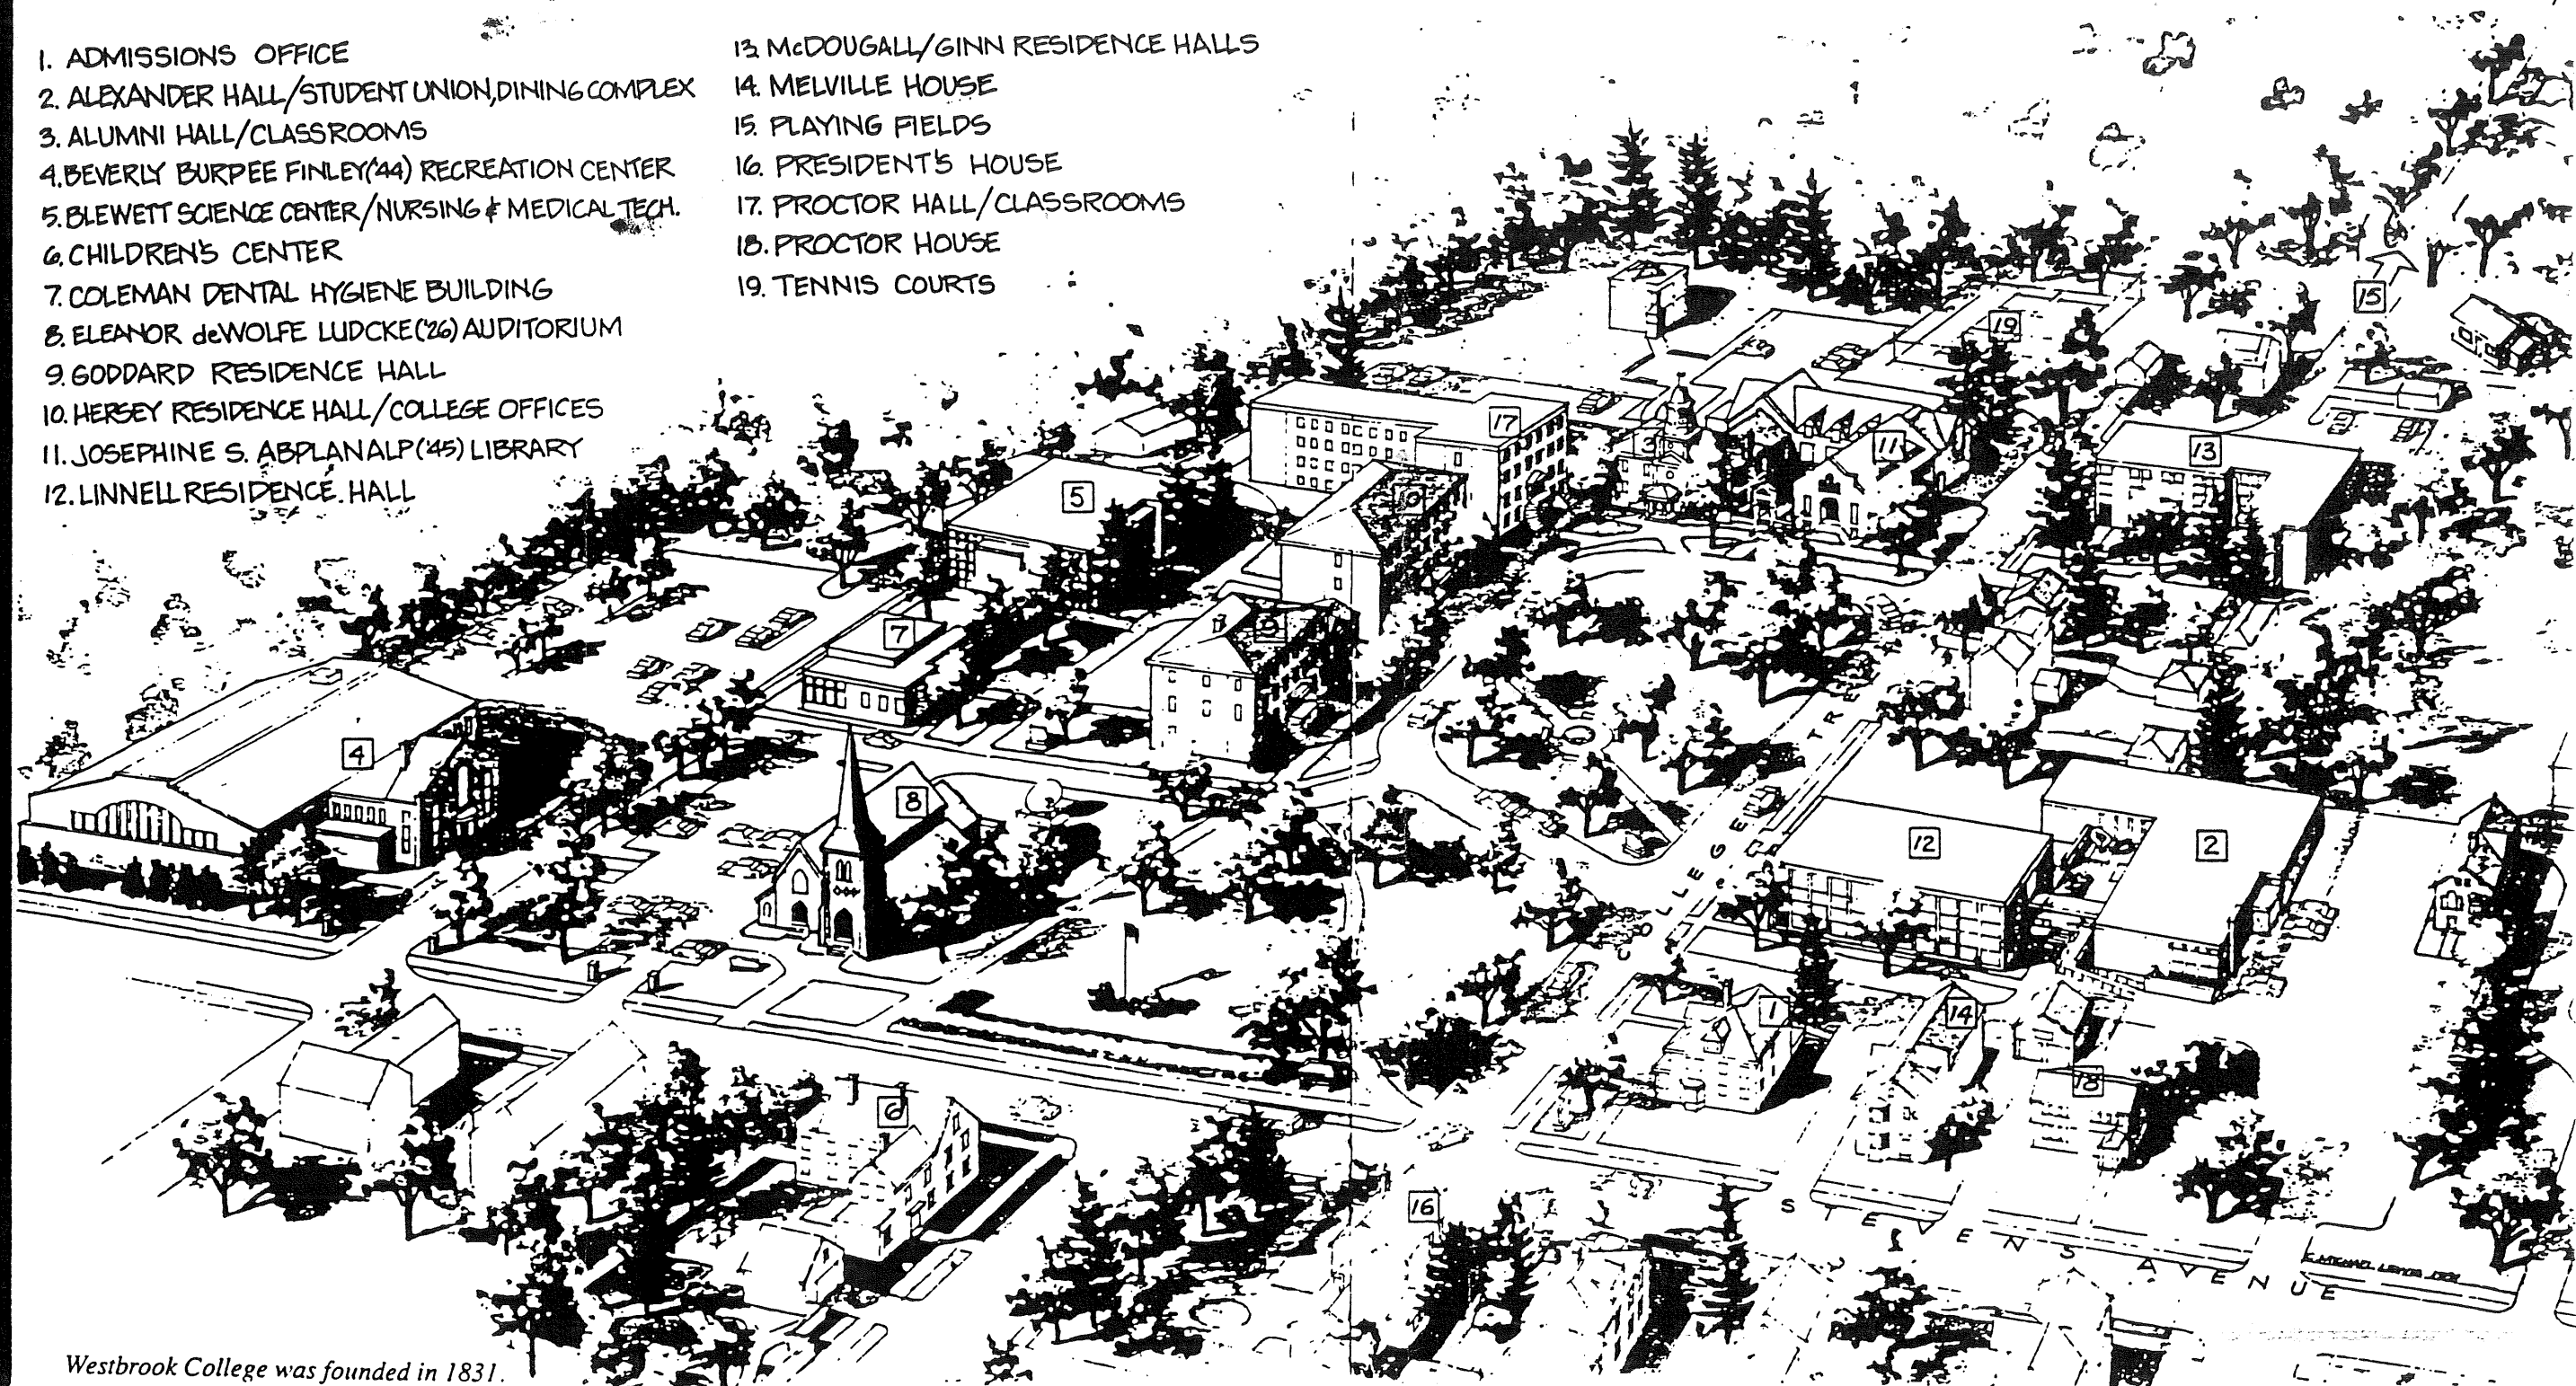 1. ADMISSIONS OFFICE
2. ALEXANDER HALL/STUDENT UNION, DINING COMPLEX
3. ALUMNI HALL/CLASSROOMS
4. BEVERLY BURPEE FINLEY('44) RECREATION CENTER
5. BLEWETT SCIENCE CENTER/NURSING & MEDICAL TECH.
6. CHILDREN'S CENTER
7. COLEMAN DENTAL HYGIENE BUILDING
8. ELEANOR deWOLFE LUDCKE('26) AUDITORIUM
9. GODDARD RESIDENCE HALL
10. HERSEY RESIDENCE HALL/COLLEGE OFFICES
11. JOSEPHINE S. ABPLANALP('45) LIBRARY
12. LINNELL RESIDENCE HALL
13. McDOUGALL/GINN RESIDENCE HALLS
14. MELVILLE HOUSE
15. PLAYING FIELDS
16. PRESIDENT'S HOUSE
17. PROCTOR HALL/CLASSROOMS
18. PROCTOR HOUSE
19. TENNIS COURTS
15
19
17
3
11
13
5
10
7
9
4
8
12
2
COLLEGE
1
14
18
6
16
STEVENS AVENUE
Westbrook College was founded in 1831.